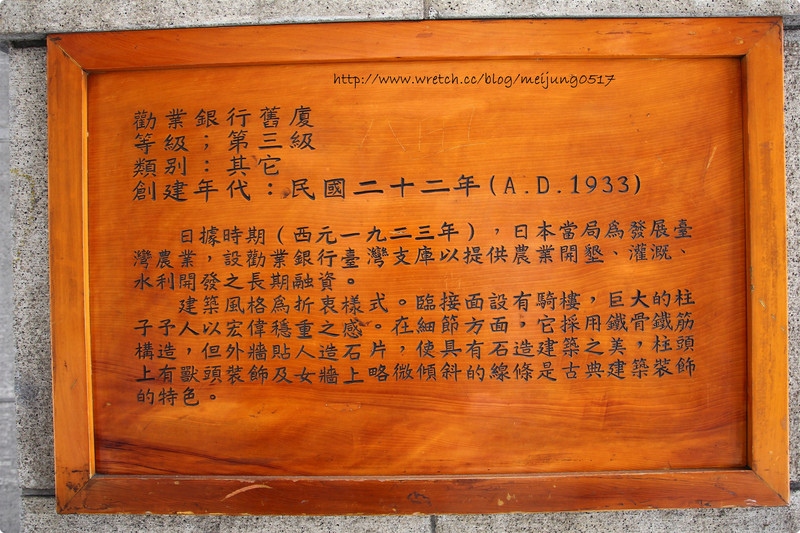 http://www.wretch.cc/blog/meijung0517
勸業銀行舊廈
等級；第三級
類別：其它
創建年代：民國二十二年(A.D.1933)
日據時期（西元一九二三年），日本當局為發展臺
灣農業，設勸業銀行臺灣支庫以提供農業開墾、灌溉、
水利開發之長期融資。
建築風格為折衷樣式。臨接面設有騎樓，巨大的柱
子予人以宏偉穩重之感。在細節方面，它採用鐵骨鐵筋
構造，但外牆貼人造石片，使具有石造建築之美，柱頭
上有獸頭裝飾及女牆上略微傾斜的線條是古典建築裝飾
的特色。